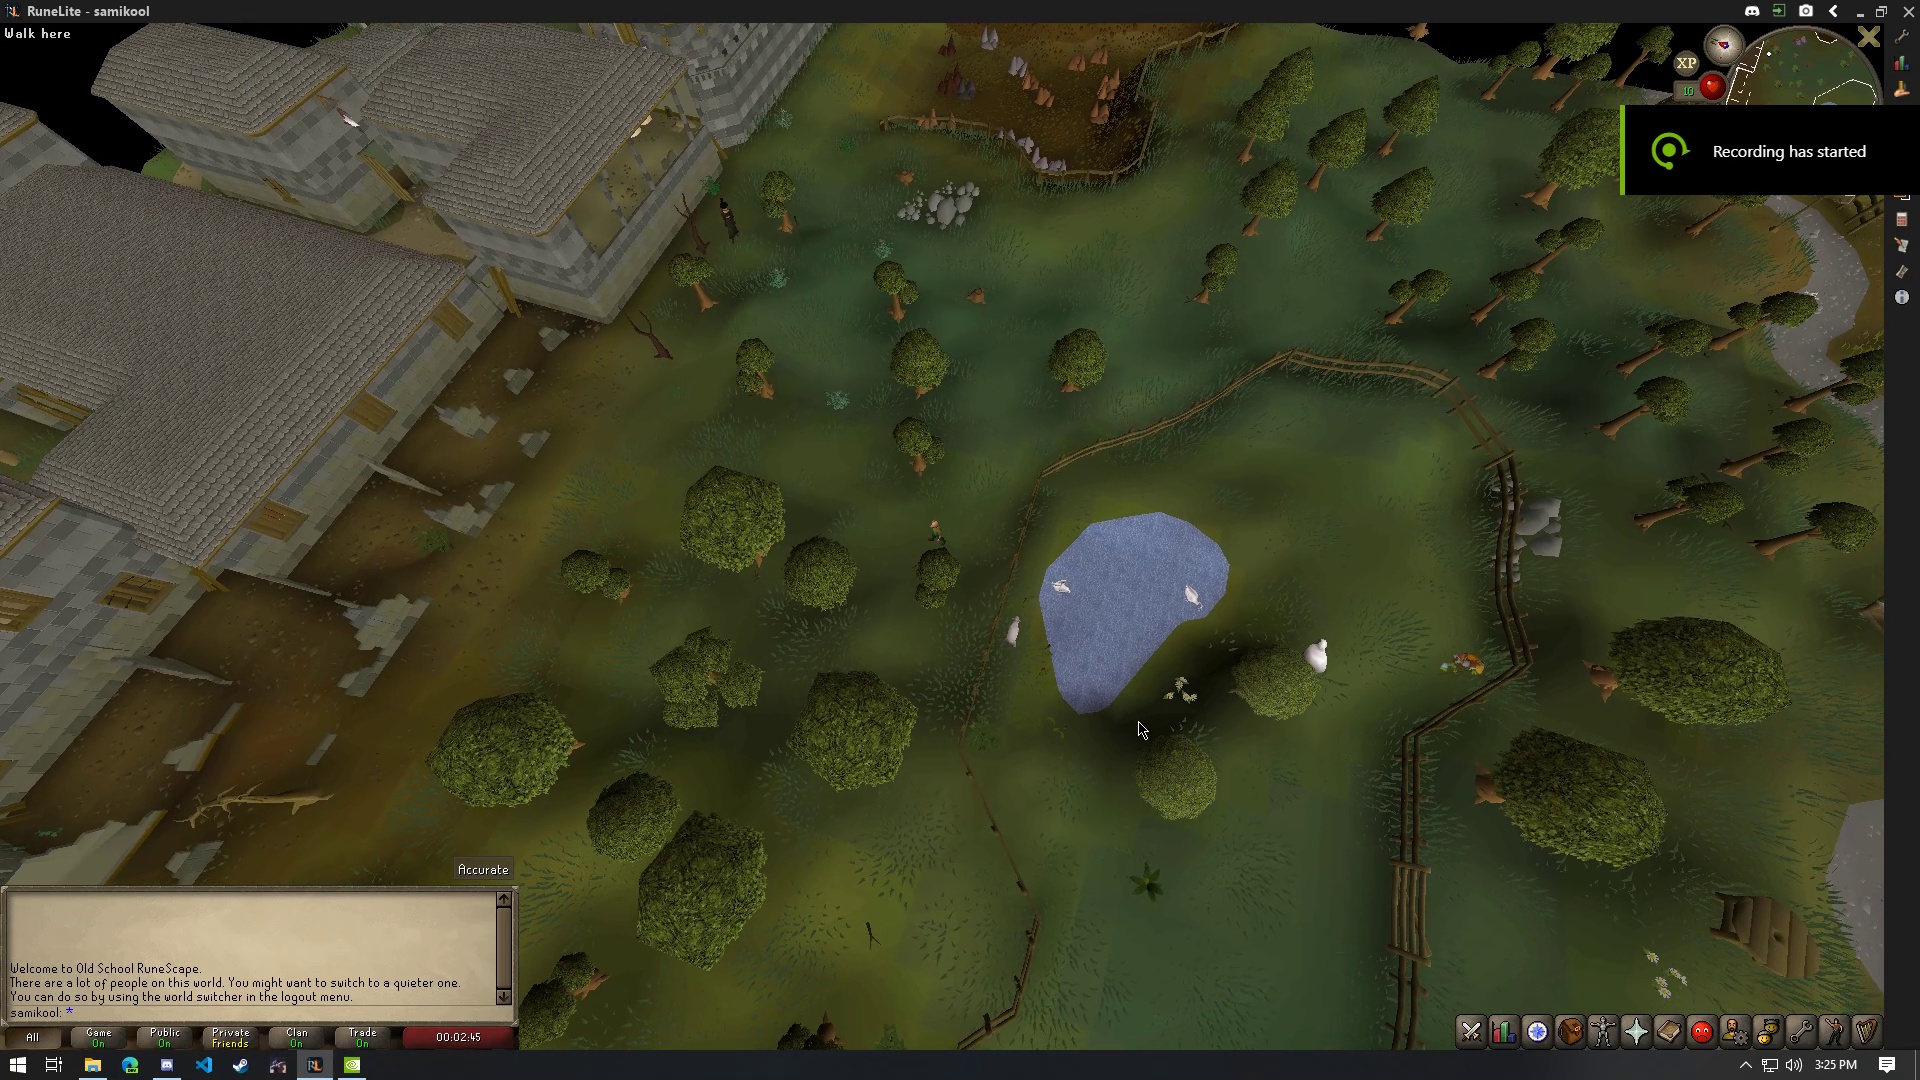 RuneLite - samikool
Walk here
XP
10
Recording has started
Accurate
Welcome to Old School RuneScape.
There are a lot of people on this world. You might want to switch to a quieter one.
You can do so by using the world switcher in the logout menu.
samikool: *
All
Game
On
Public
On
Private
Friends
Clan
On
Trade
On
00:02:45
3:25 PM